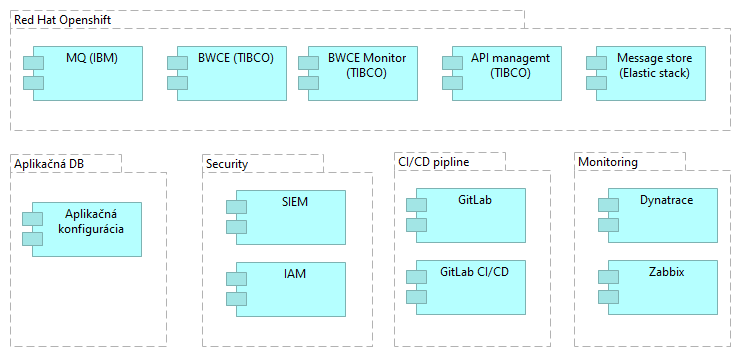 Red Hat Openshift
MQ (IBM)
BWCE (TIBCO)
BWCE Monitor
(TIBCO)
API managemt
(TIBCO)
Message store
(Elastic stack)
Aplikačná DB
Aplikačná
konfigurácia
Security
SIEM
IAM
CI/CD pipline
GitLab
GitLab CI/CD
Monitoring
Dynatrace
Zabbix